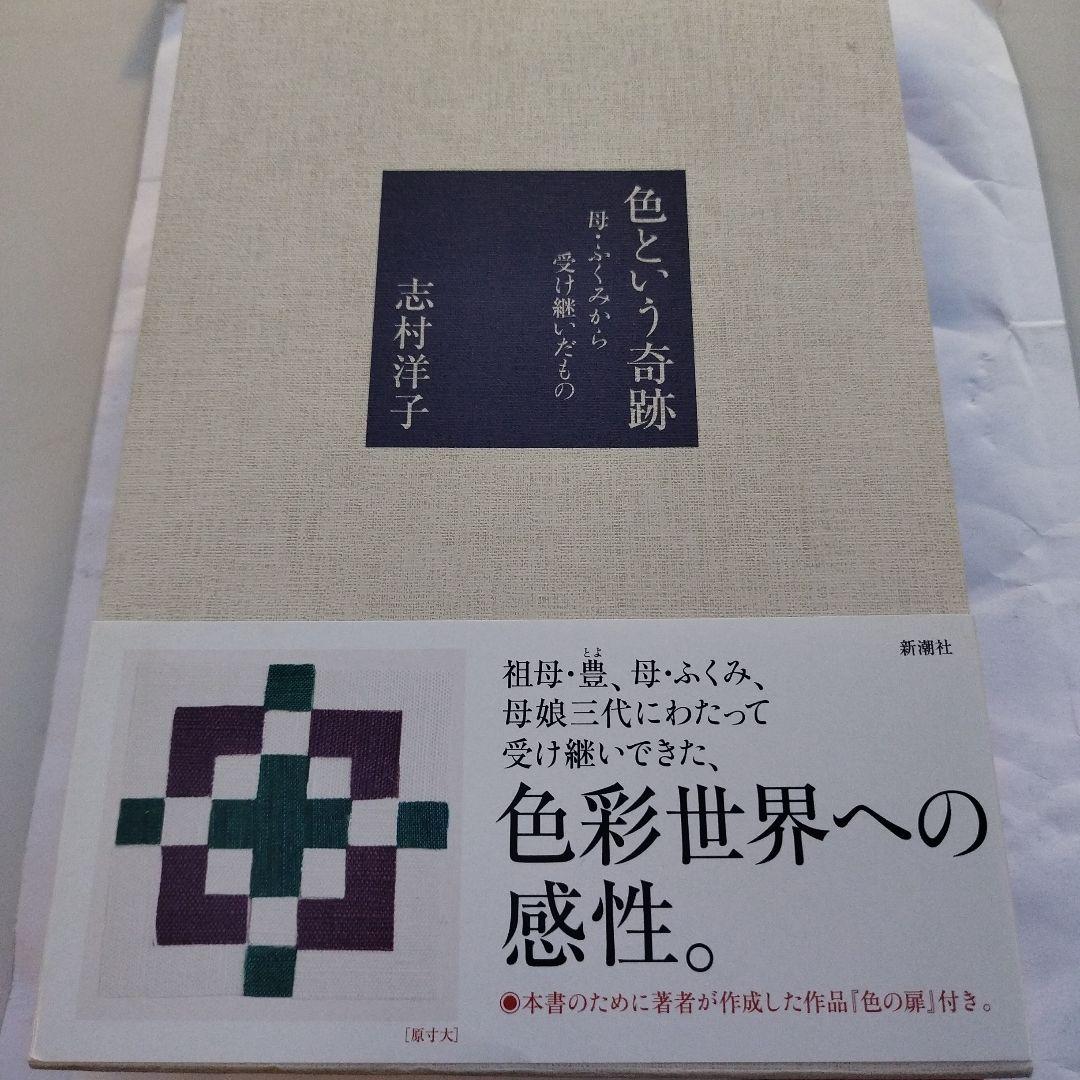 色という奇跡
母・ふくみから
受け継いだもの
志村洋子
新潮社
祖母・豊、母・ふくみ、
とよ
母娘三代にわたって
受け継いできた、
色彩世界への
感性。
◉本書のために著者が作成した作品『色の扉』付き。
[原寸大]